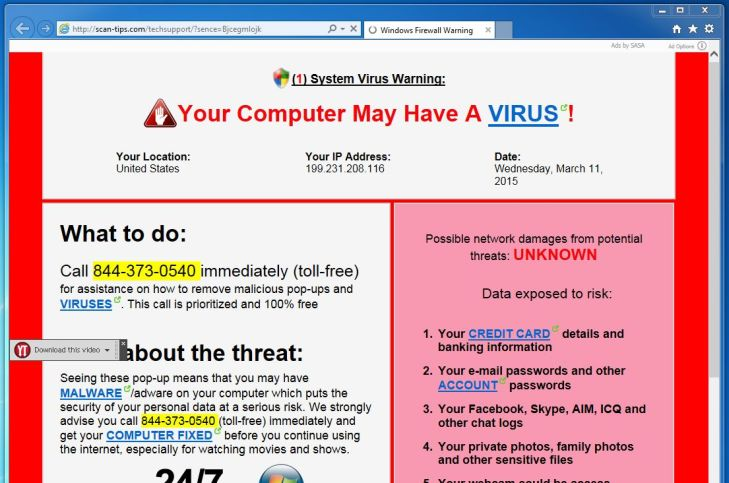 http://scan-tips.com/techsupport/?sence=Bjcegmlojk
Windows Firewall Warning
Ads by SASA
Ad Options
(1) System Virus Warning:
Your Computer May Have A VIRUS!
Your Location:
United States
Your IP Address:
199.231.208.116
Date:
Wednesday, March 11,
2015
What to do:
Call 844-373-0540 immediately (toll-free)
for assistance on how to remove malicious pop-ups and
VIRUSES. This call is prioritized and 100% free
YT Download this video
about the threat:
Seeing these pop-up means that you may have
MALWARE/adware on your computer which puts the
security of your personal data at a serious risk. We strongly
advise you call 844-373-0540 (toll-free) immediately and
get your COMPUTER FIXED before you continue using
the internet, especially for watching movies and shows.
24/7
Possible network damages from potential
threats: UNKNOWN
Data exposed to risk:
1. Your CREDIT CARD details and
banking information
2. Your e-mail passwords and other
ACCOUNT passwords
3. Your Facebook, Skype, AIM, ICQ and
other chat logs
4. Your private photos, family photos
and other sensitive files
5. Your webcam could be access